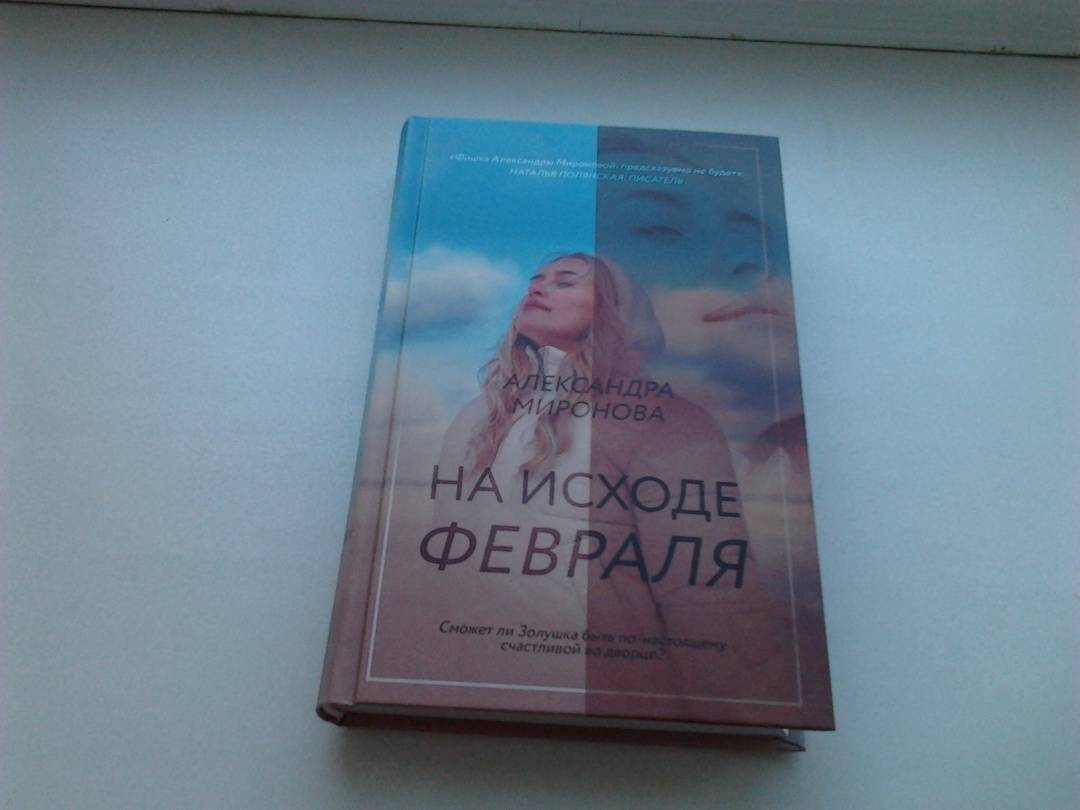 «Фишка Александры Мироновой: предсказуемо не будет»
НАТАЛЬЯ ПОЛЯНСКАЯ, ПИСАТЕЛЬ
АЛЕКСАНДРА
МИРОНОВА
НА ИСХОДЕ
ФЕВРАЛЯ
Сможет ли Золушка быть по-настоящему
счастливой во дворце?